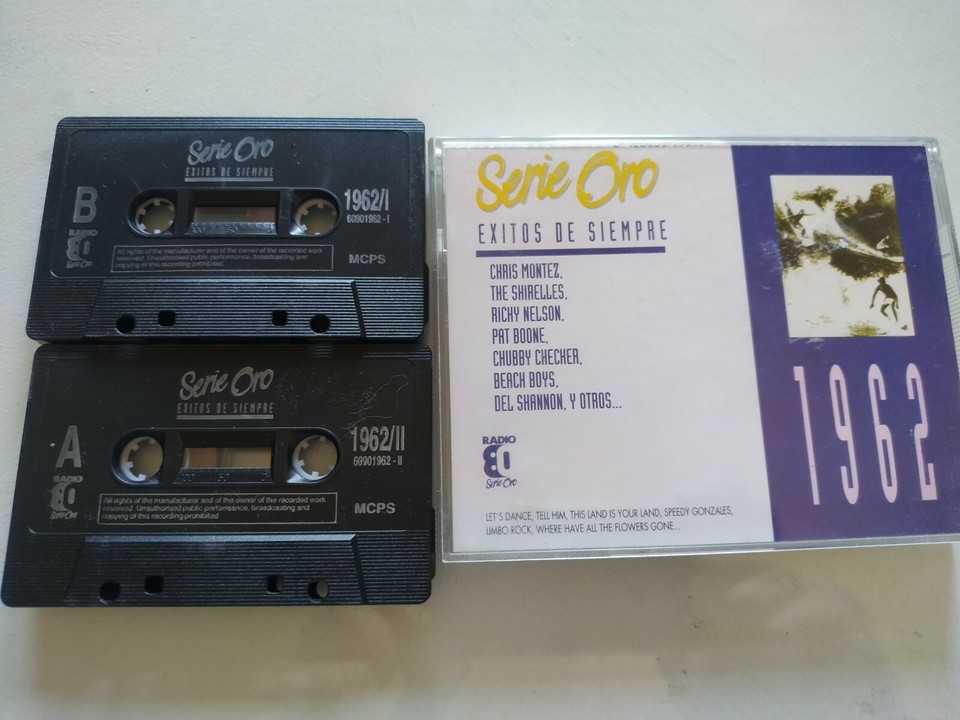 Serie Oro
EXITOS DE SIEMPRE
B
1962/I
60901962 - I
RADIO
80
Serie Oro
All rights of the manufacturer and of the owner of the recorded work
reserved. Unauthorised public performance, broadcasting and
copying of this recording prohibited.
MCPS
Serie Oro
EXITOS DE SIEMPRE
A
1962/II
60901962 - II
RADIO
80
Serie Oro
All rights of the manufacturer and of the owner of the recorded work
reserved. Unauthorised public performance, broadcasting and
copying of this recording prohibited.
MCPS
Serie Oro
EXITOS DE SIEMPRE
CHRIS MONTEZ,
THE SHIRELLES,
RICHY NELSON,
PAT BOONE,
CHUBBY CHECHER,
BEACH BOYS,
DEL SHANNON, Y OTROS...
RADIO
80
Serie Oro
LET'S DANCE, TELL HIM, THIS LAND IS YOUR LAND, SPEEDY GONZALES,
LIMBO ROCK, WHERE HAVE ALL THE FLOWERS GONE...
1962